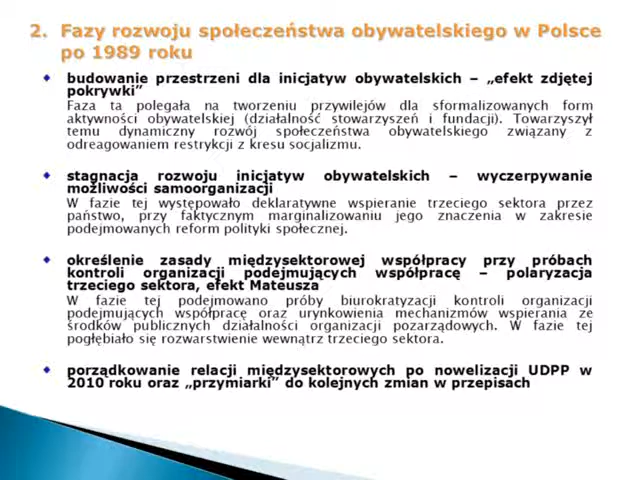 2. Fazy rozwoju społeczeństwa obywatelskiego w Polsce
po 1989 roku
budowanie przestrzeni dla inicjatyw obywatelskich – „efekt zdjętej
pokrywki”
Faza ta polegała na tworzeniu przywilejów dla sformalizowanych form
aktywności obywatelskiej (działalność stowarzyszeń i fundacji). Towarzyszył
temu dynamiczny rozwój społeczeństwa obywatelskiego związany z
odreagowaniem restrykcji z kresu socjalizmu.
stagnacja rozwoju inicjatyw obywatelskich – wyczerpywanie
możliwości samoorganizacji
W fazie tej występowało deklaratywne wspieranie trzeciego sektora przez
państwo, przy faktycznym marginalizowaniu jego znaczenia w zakresie
podejmowanych reform polityki społecznej.
określenie zasady międzysektorowej współpracy przy próbach
kontroli organizacji podejmujących współpracę – polaryzacja
trzeciego sektora, efekt Mateusza
W fazie tej podejmowano próby biurokratyzacji kontroli organizacji
podejmujących współpracę oraz urynkowienia mechanizmów wspierania ze
środków publicznych działalności organizacji pozarządowych. W fazie tej
pogłębiało się rozwarstwienie wewnątrz trzeciego sektora.
porządkowanie relacji międzysektorowych po nowelizacji UDPP w
2010 roku oraz „przymiarki” do kolejnych zmian w przepisach